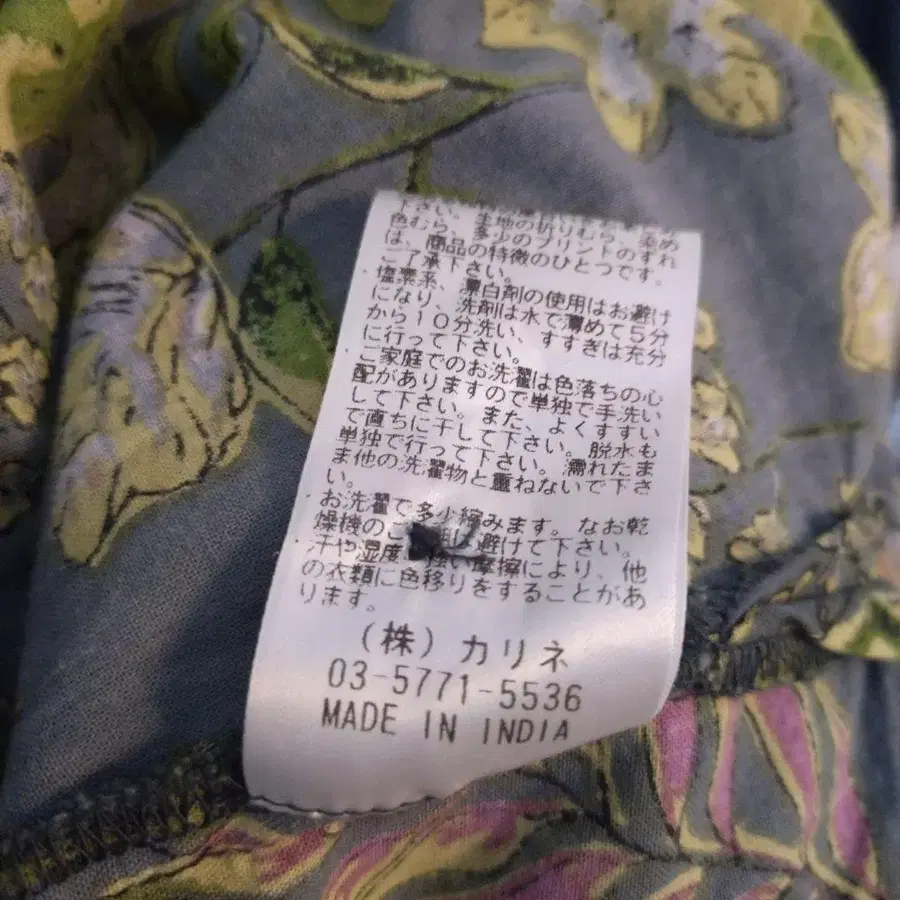 下さい。生地の折りむら、染め
色むら、多少のプリントのずれ
は、商品の特徴のひとつです。
ご了承下さい。
塩素系、漂白剤の使用はお避け
になり、洗剤は水で薄めて5分
から10分洗い、すすぎは充分
に行って下さい。
ご家庭でのお洗濯は色落ちの心
配がありますので単独で手洗い
して下さい。また、よくすすい
で直ちに干して下さい。脱水も
単独で行って下さい。濡れたま
ま他の洗濯物と重ねないで下さ
い。
お洗濯で多少縮みます。なお乾
燥機のご 用は避けて下さい。
汗や湿度 強い摩擦により、他
の衣類に色移りをすることがあ
ります。
(株)カリネ
03-5771-5536
MADE IN INDIA